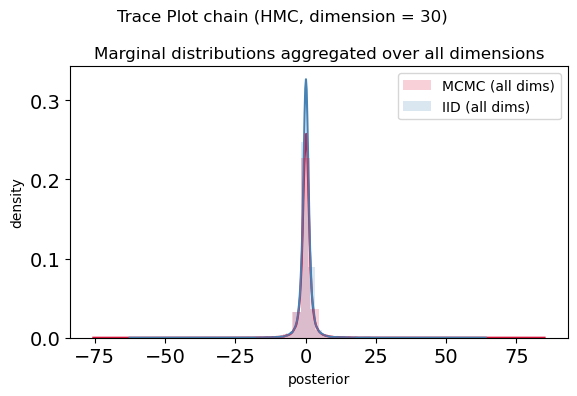 Trace Plot chain (HMC, dimension = 30)
Marginal distributions aggregated over all dimensions
MCMC (all dims)
IID (all dims)
density
0.3
0.2
0.1
0.0
−75
−50
−25
0
25
50
75
posterior